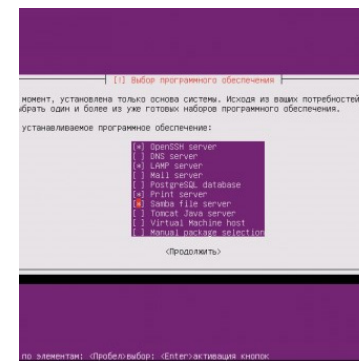 [!] Выбор программного обеспечения
момент, установлена только основа системы. Исходя из ваших потребностей
ыбрать один и более из уже готовых наборов программного обеспечения.
устанавливаемое программное обеспечение:
[*] OpenSSH server
[ ] DNS server
[*] LAMP server
[ ] Mail server
[ ] PostgreSQL database
[*] Print server
[*] Samba file server
[ ] Tomcat Java server
[ ] Virtual Machine host
[ ] Manual package selection
<Продолжить>
по элементам; <Пробел>выбор; <Enter>активация кнопок